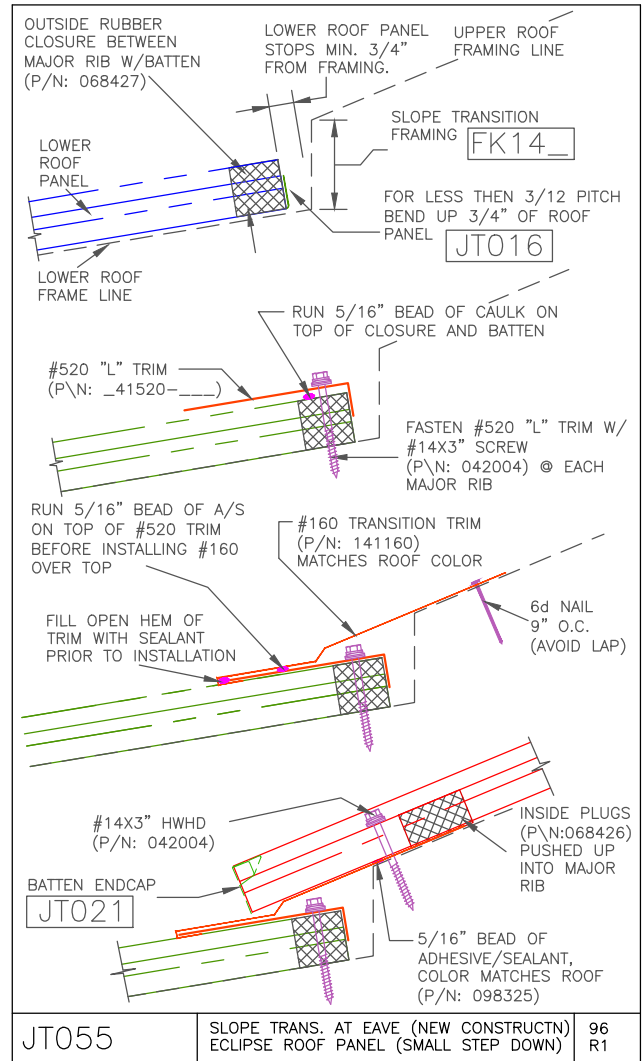 OUTSIDE RUBBER
CLOSURE BETWEEN
MAJOR RIB W/BATTEN
(P/N: 068427)
LOWER ROOF PANEL
STOPS MIN. 3/4"
FROM FRAMING.
UPPER ROOF
FRAMING LINE
SLOPE TRANSITION
FRAMING FK14_
LOWER
ROOF
PANEL
FOR LESS THEN 3/12 PITCH
BEND UP 3/4" OF ROOF
PANEL JT016
LOWER ROOF
FRAME LINE
RUN 5/16" BEAD OF CAULK ON
TOP OF CLOSURE AND BATTEN
#520 "L" TRIM
(P\N: _41520-___)
FASTEN #520 "L" TRIM W/
#14X3" SCREW
(P\N: 042004) @ EACH
MAJOR RIB
RUN 5/16" BEAD OF A/S
ON TOP OF #520 TRIM
BEFORE INSTALLING #160
OVER TOP
#160 TRANSITION TRIM
(P/N: 141160)
MATCHES ROOF COLOR
6d NAIL
9" O.C.
(AVOID LAP)
FILL OPEN HEM OF
TRIM WITH SEALANT
PRIOR TO INSTALLATION
#14X3" HWHD
(P/N: 042004)
INSIDE PLUGS
(P\N:068426)
PUSHED UP
INTO MAJOR
RIB
BATTEN ENDCAP
JT021
5/16" BEAD OF
ADHESIVE/SEALANT,
COLOR MATCHES ROOF
(P/N: 098325)
JT055
SLOPE TRANS. AT EAVE (NEW CONSTRUCTN)
ECLIPSE ROOF PANEL (SMALL STEP DOWN)
96
R1